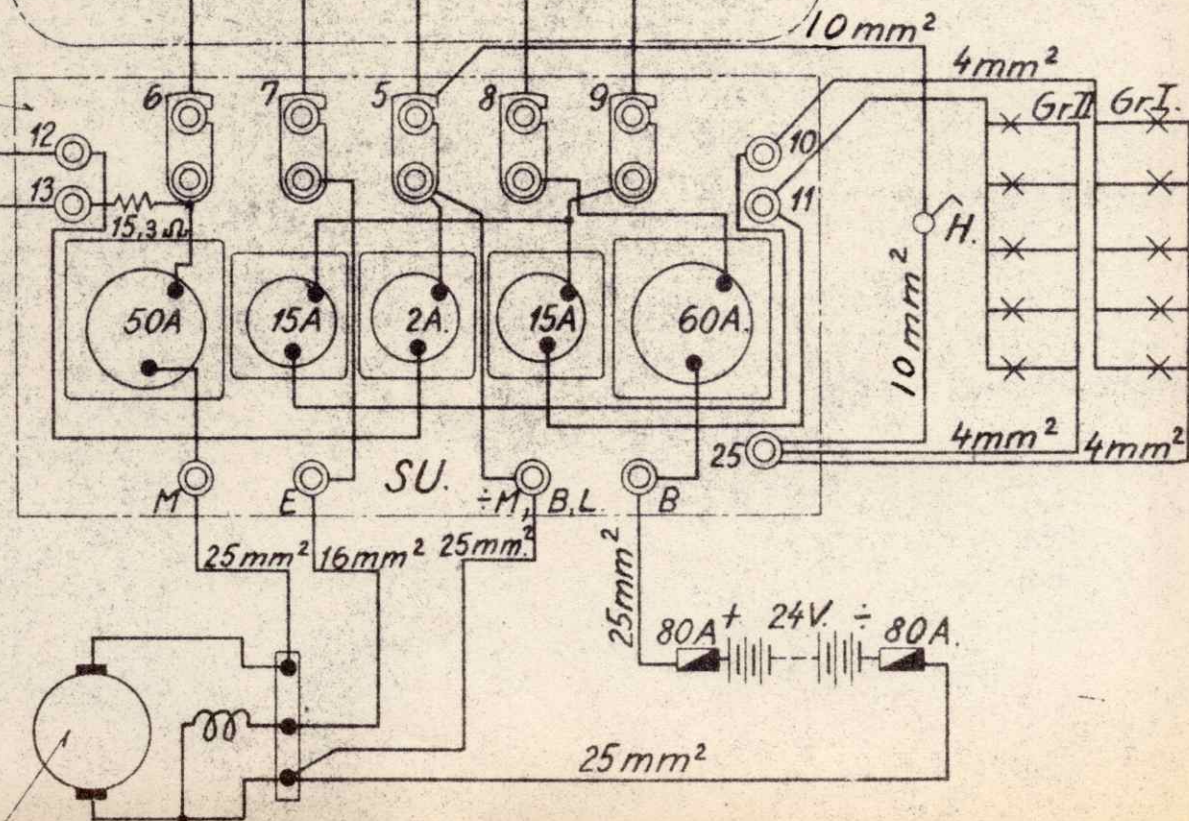 10mm²
6 7 5 8 9
4mm²
Gr II Gr I.
12
13
10
11
15,3 Ω
H.
50A 15A 2A. 15A 60A.
10mm²
25
4mm² 4mm²
M E SU. ÷M, B,L. B
25mm² 16mm² 25mm²
25mm²
80A + 24V. ÷ 80A.
25mm²